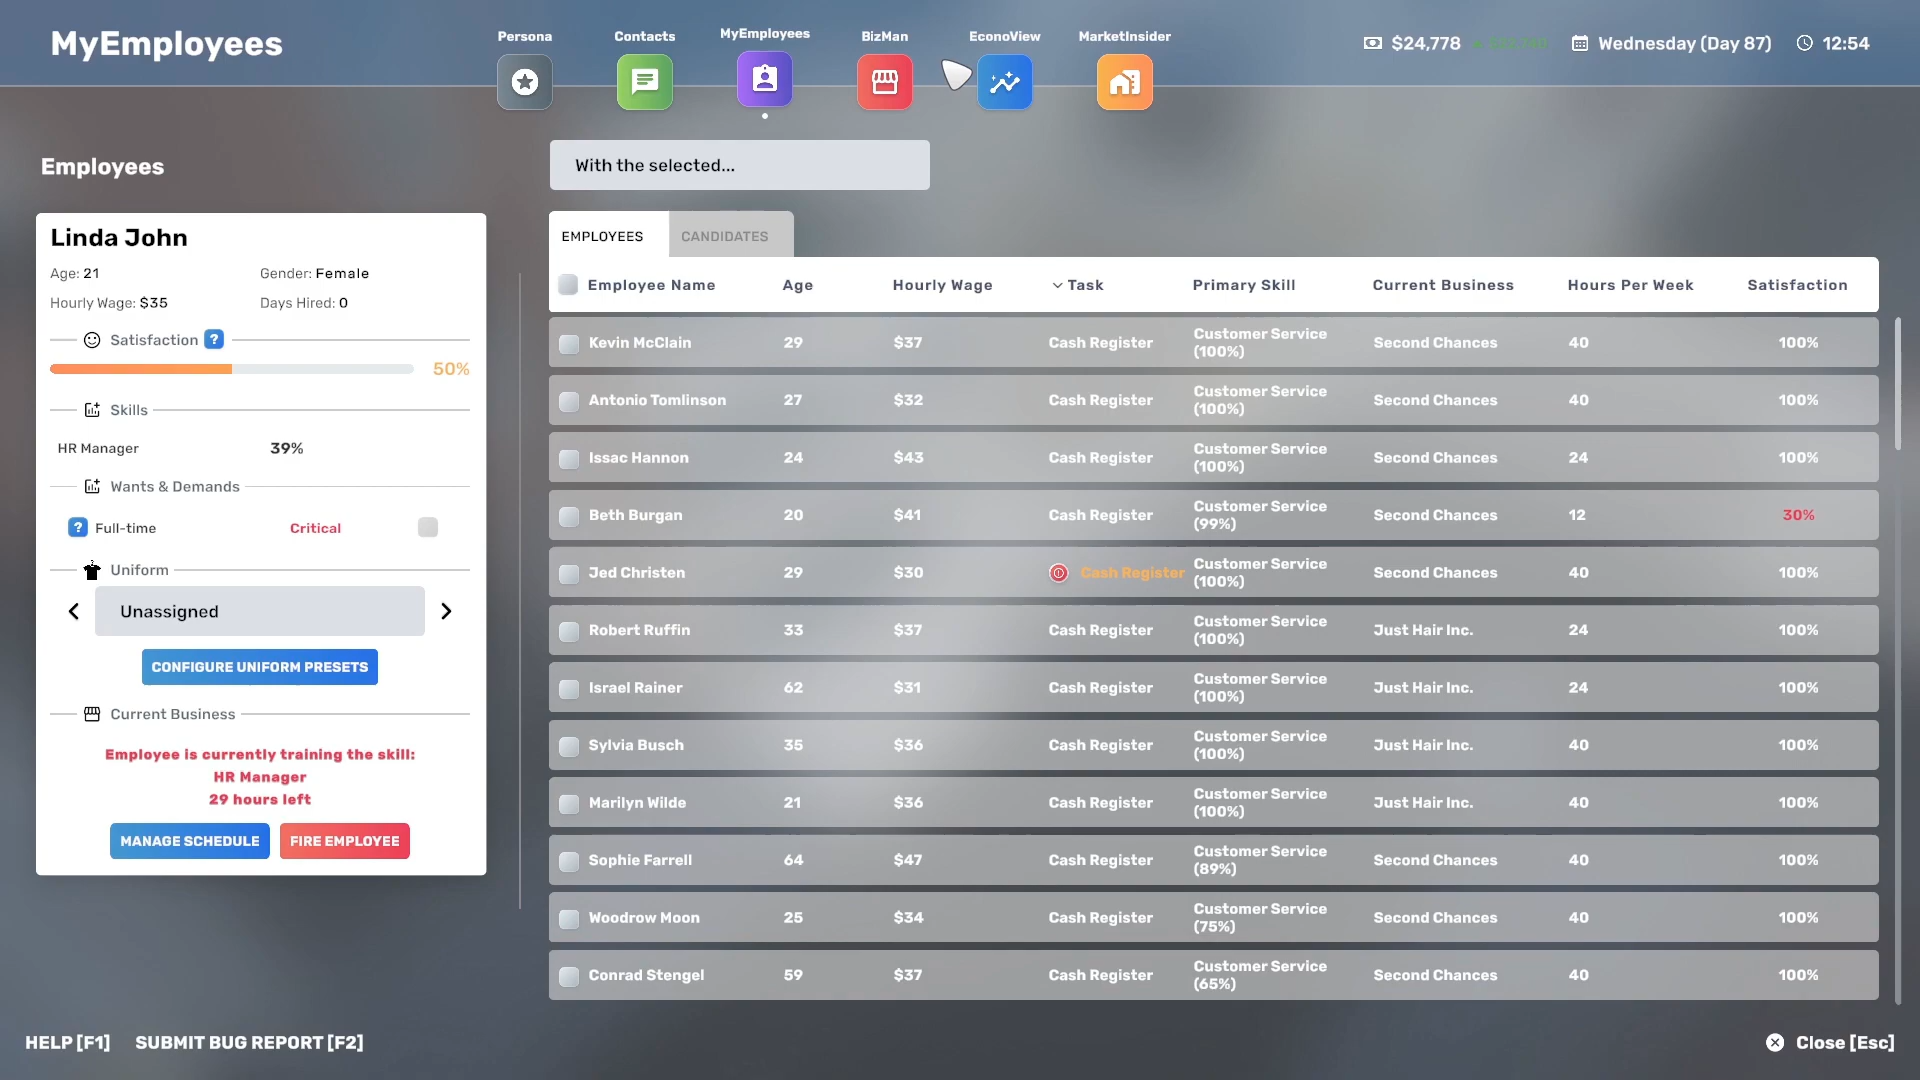 MyEmployees
Persona
Contacts
MyEmployees
BizMan
EconoView
MarketInsider
$24,778
Wednesday (Day 87)
12:54
Employees
With the selected...
Linda John
Age: 21
Gender: Female
Hourly Wage: $35
Days Hired: 0
Satisfaction ?
50%
Skills
HR Manager 39%
Wants & Demands
? Full-time Critical
Uniform
Unassigned
CONFIGURE UNIFORM PRESETS
Current Business
Employee is currently training the skill:
HR Manager
29 hours left
MANAGE SCHEDULE
FIRE EMPLOYEE
EMPLOYEES
CANDIDATES
Employee Name Age Hourly Wage Task Primary Skill Current Business Hours Per Week Satisfaction
Kevin McClain 29 $37 Cash Register Customer Service (100%) Second Chances 40 100%
Antonio Tomlinson 27 $32 Cash Register Customer Service (100%) Second Chances 40 100%
Issac Hannon 24 $43 Cash Register Customer Service (100%) Second Chances 24 100%
Beth Burgan 20 $41 Cash Register Customer Service (99%) Second Chances 12 30%
Jed Christen 29 $30 Cash Register Customer Service (100%) Second Chances 40 100%
Robert Ruffin 33 $37 Cash Register Customer Service (100%) Just Hair Inc. 24 100%
Israel Rainer 62 $31 Cash Register Customer Service (100%) Just Hair Inc. 24 100%
Sylvia Busch 35 $36 Cash Register Customer Service (100%) Just Hair Inc. 40 100%
Marilyn Wilde 21 $36 Cash Register Customer Service (100%) Just Hair Inc. 40 100%
Sophie Farrell 64 $47 Cash Register Customer Service (89%) Second Chances 40 100%
Woodrow Moon 25 $34 Cash Register Customer Service (75%) Second Chances 40 100%
Conrad Stengel 59 $37 Cash Register Customer Service (65%) Second Chances 40 100%
HELP [F1]
SUBMIT BUG REPORT [F2]
Close [Esc]